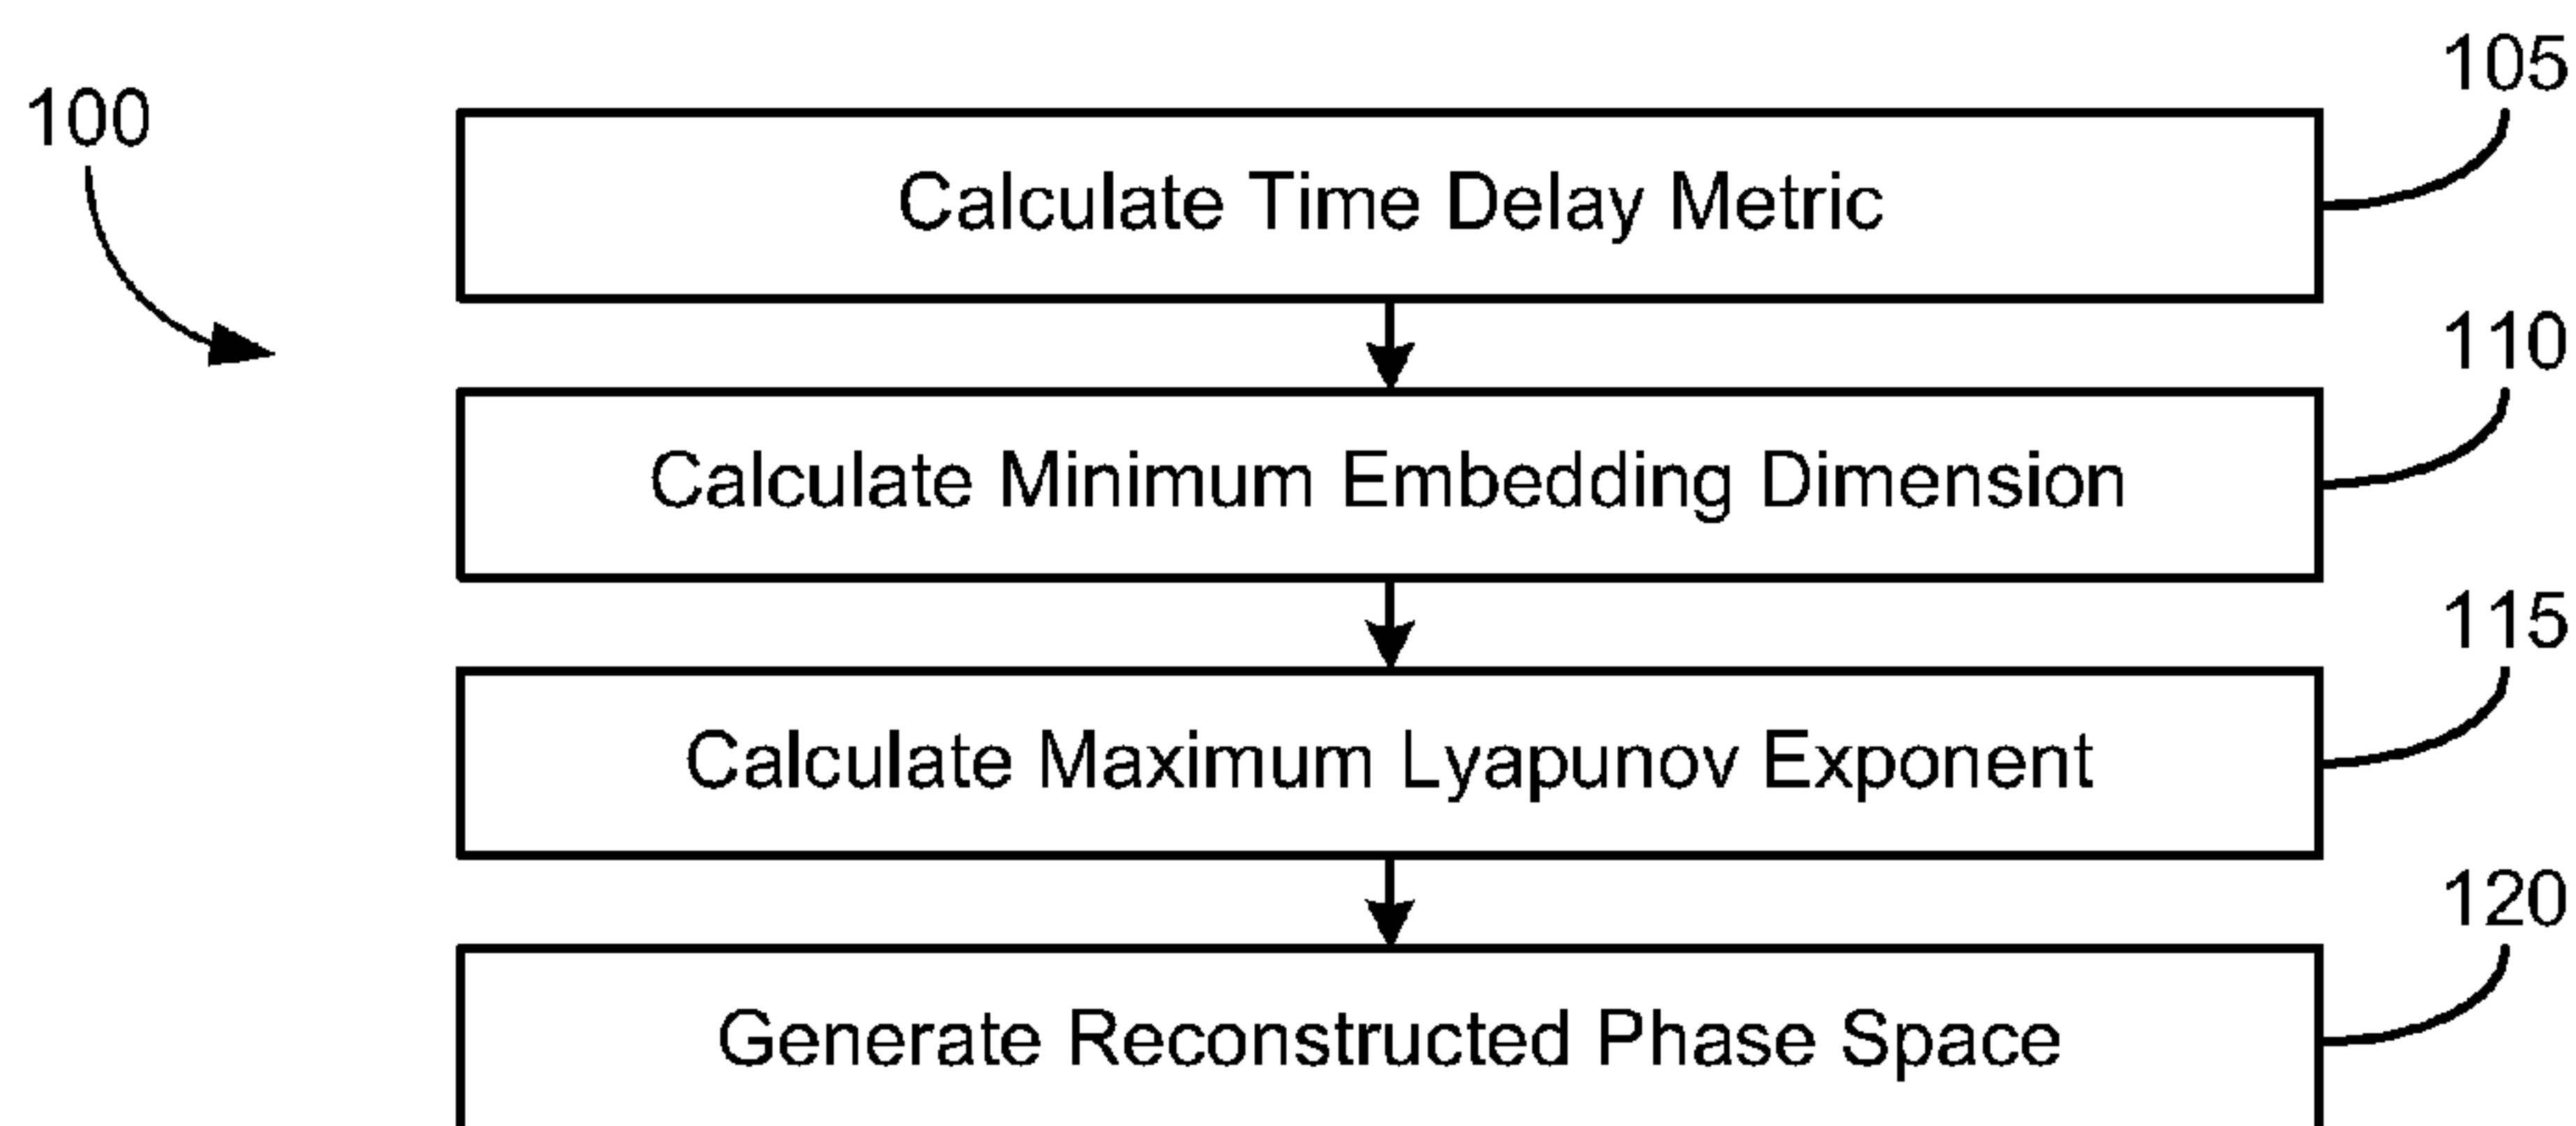 100
105
Calculate Time Delay Metric
110
Calculate Minimum Embedding Dimension
115
Calculate Maximum Lyapunov Exponent
120
Generate Reconstructed Phase Space